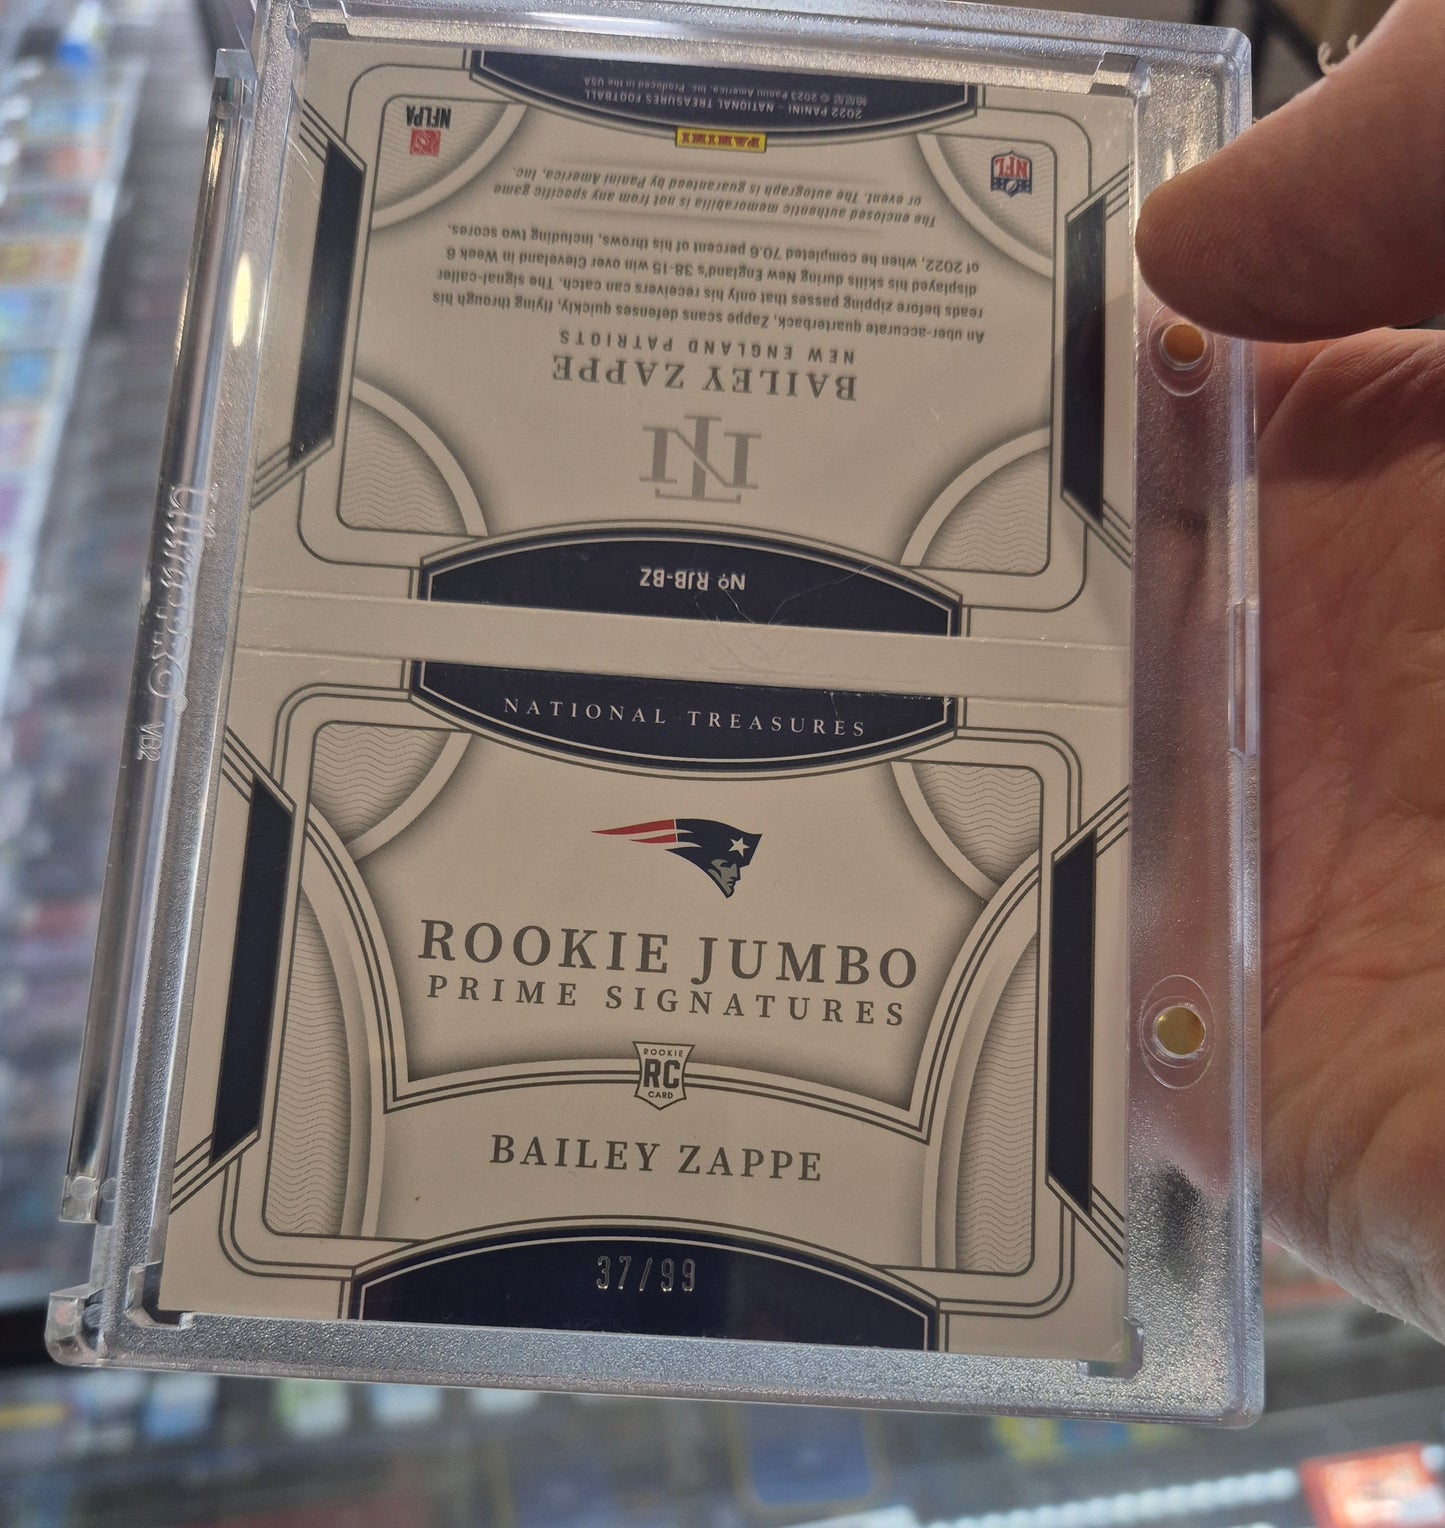 2022 PANINI - NATIONAL TREASURES FOOTBALL
© 2023 Panini America, Inc. Produced in the USA
PANINI
NFLPA
NFL
The enclosed authentic memorabilia is not from any specific game
or event. The autograph is guaranteed by Panini America, Inc.
An uber-accurate quarterback, Zappe scans defenses quickly, flying through his
reads before zipping passes that only his receivers can catch. The signal-caller
displayed his skills during New England's 38-15 win over Cleveland in Week 6
of 2022, when he completed 70.6 percent of his throws, including two scores.
NEW ENGLAND PATRIOTS
BAILEY ZAPPE
NT
Nº RJB-BZ
NATIONAL TREASURES
ROOKIE JUMBO
PRIME SIGNATURES
ROOKIE
RC
CARD
BAILEY ZAPPE
37/99
UltraPRO